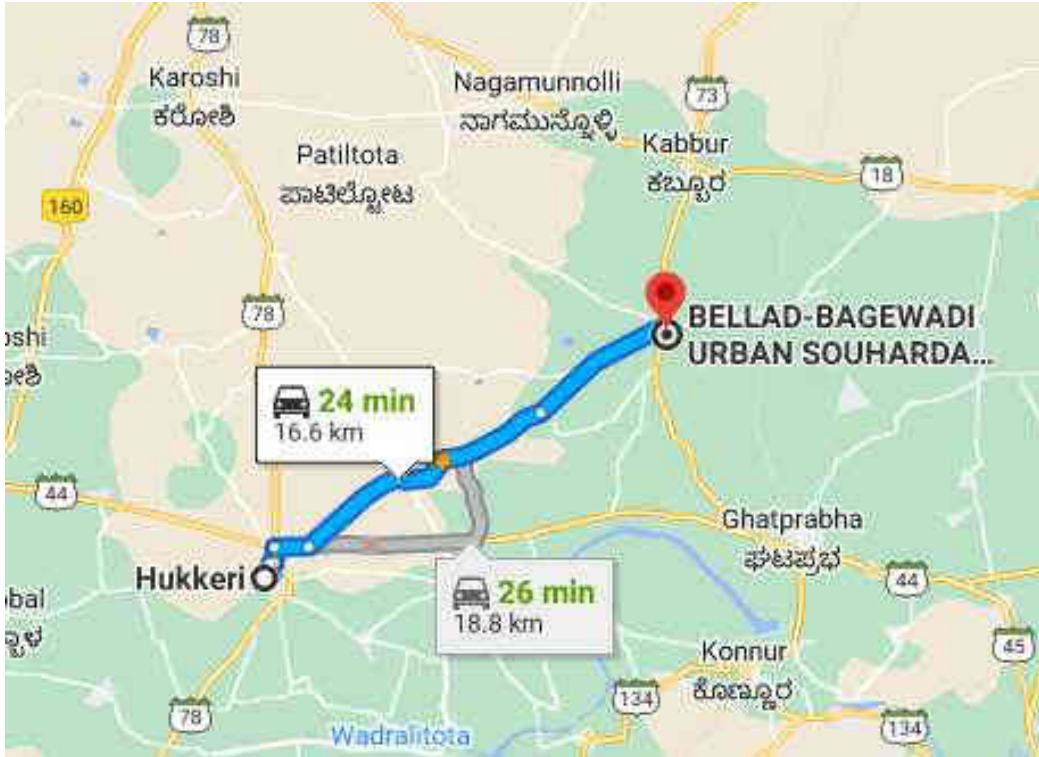 78
Karoshi
ಕರೋಶಿ
Nagamunnolli
ನಾಗಮುನ್ನೊಳ್ಳಿ
73
Kabbur
ಕಬ್ಬೂರ
Patiltota
ಪಾಟಿಲ್ತೋಟ
18
160
78
BELLAD-BAGEWADI
URBAN SOUHARDA...
24 min
16.6 km
44
Ghatprabha
ಘಟಪ್ರಭ
Hukkeri
26 min
18.8 km
44
45
Konnur
ಕೊಣ್ಣೂರ
134
134
78
Wadralitota